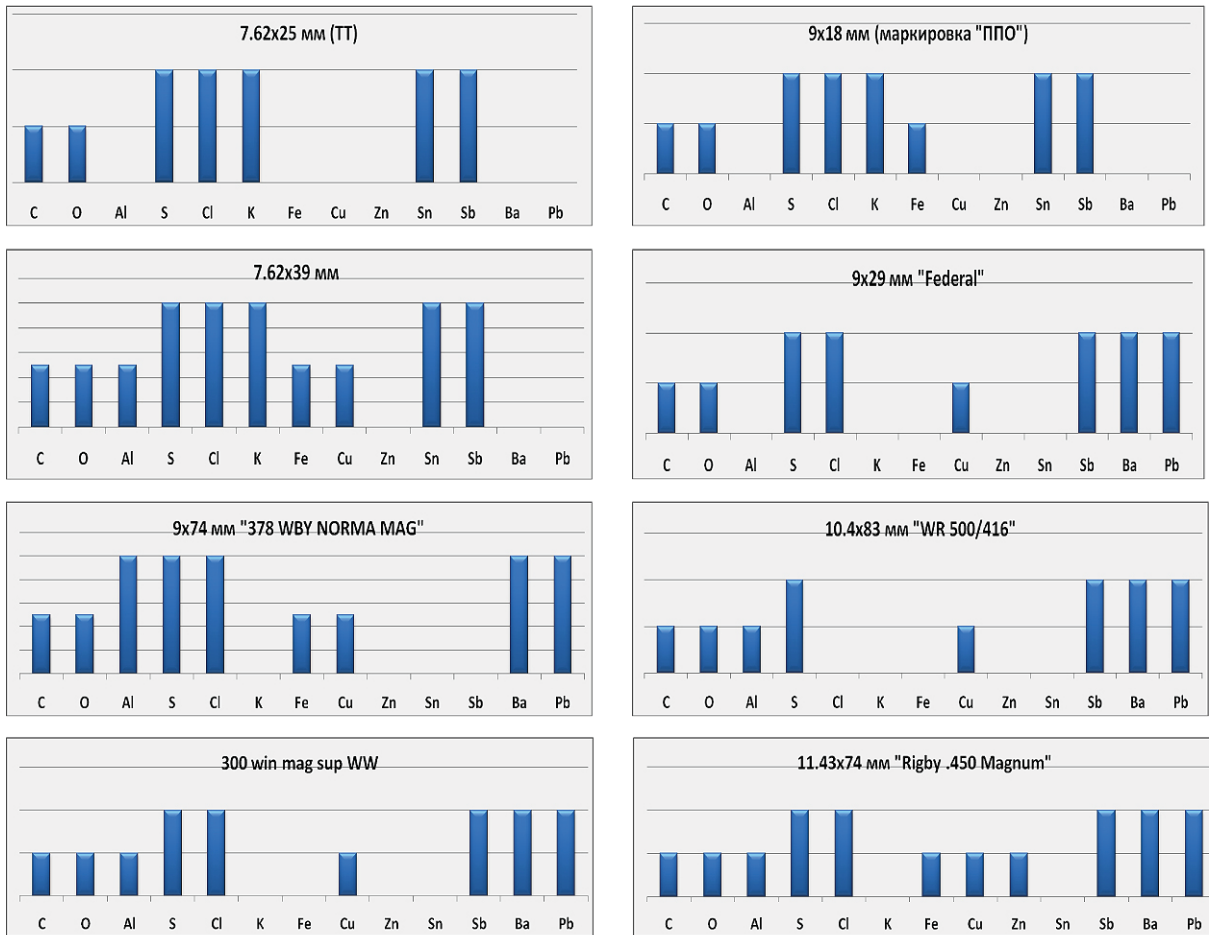 7.62x25 мм (ТТ)
C O Al S Cl K Fe Cu Zn Sn Sb Ba Pb
9x18 мм (маркировка "ППО")
C O Al S Cl K Fe Cu Zn Sn Sb Ba Pb
7.62x39 мм
C O Al S Cl K Fe Cu Zn Sn Sb Ba Pb
9x29 мм "Federal"
C O Al S Cl K Fe Cu Zn Sn Sb Ba Pb
9x74 мм "378 WBY NORMA MAG"
C O Al S Cl K Fe Cu Zn Sn Sb Ba Pb
10.4x83 мм "WR 500/416"
C O Al S Cl K Fe Cu Zn Sn Sb Ba Pb
300 win mag sup WW
C O Al S Cl K Fe Cu Zn Sn Sb Ba Pb
11.43x74 мм "Rigby .450 Magnum"
C O Al S Cl K Fe Cu Zn Sn Sb Ba Pb